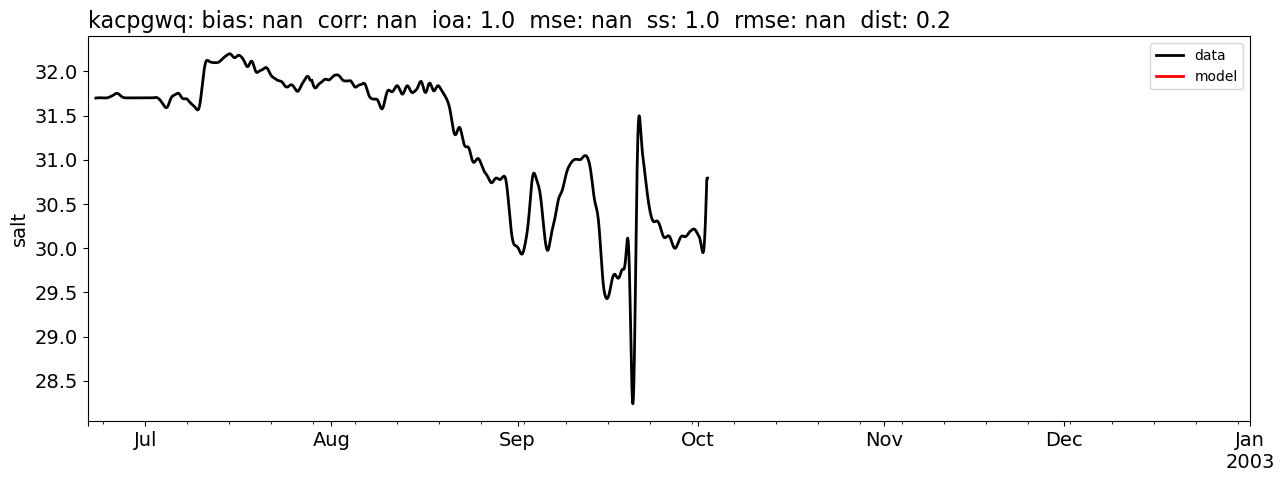 kacpgwq: bias: nan  corr: nan  ioa: 1.0  mse: nan  ss: 1.0  rmse: nan  dist: 0.2
data
model
32.0
31.5
31.0
30.5
30.0
29.5
29.0
28.5
salt
Jul
Aug
Sep
Oct
Nov
Dec
Jan
2003